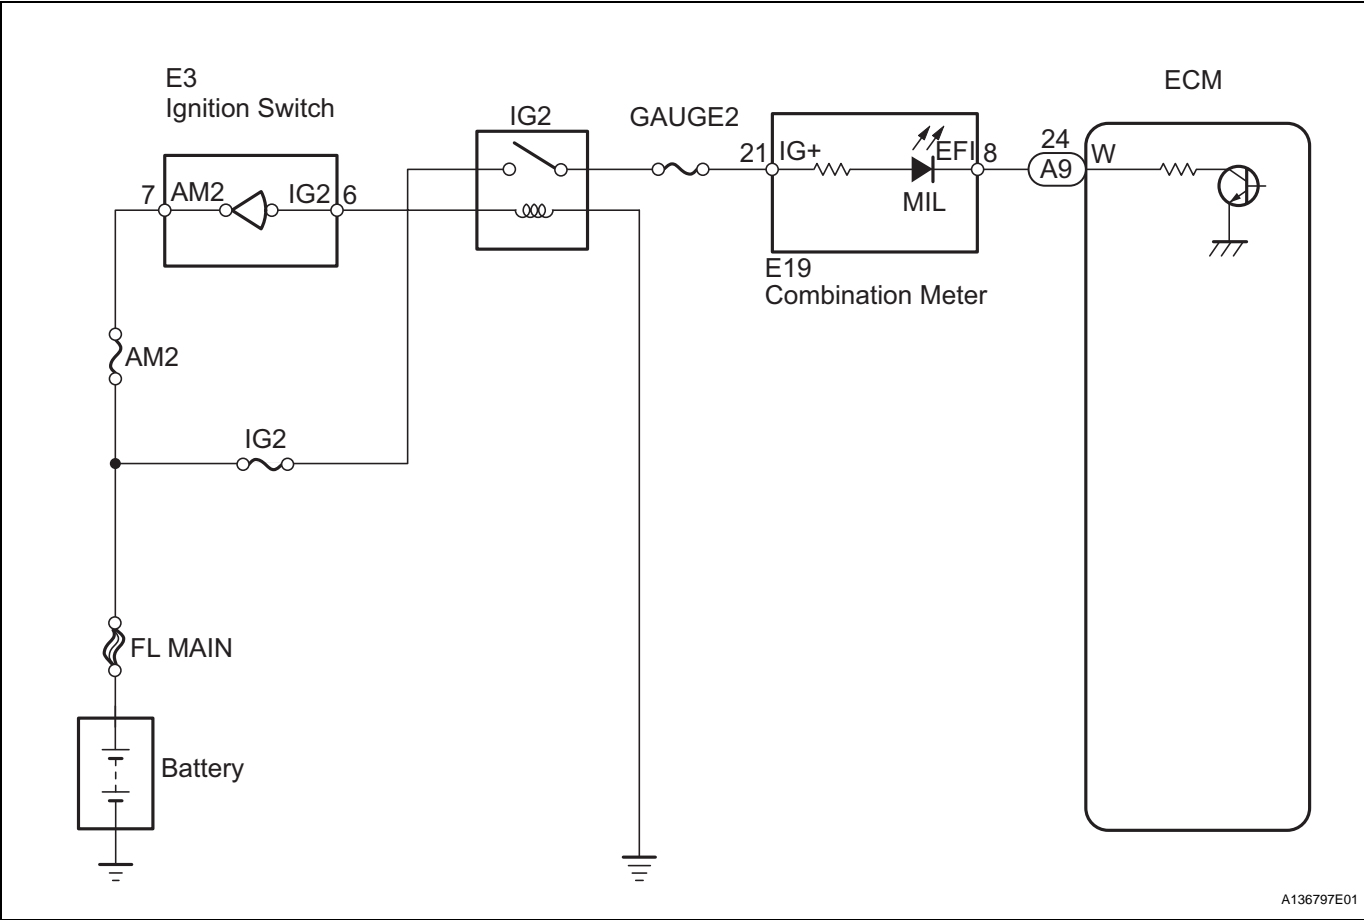 E3
Ignition Switch
7
AM2
IG2
6
IG2
GAUGE2
21
IG+
EFI
8
MIL
E19
Combination Meter
24
A9
ECM
W
AM2
IG2
FL MAIN
Battery
A136797E01